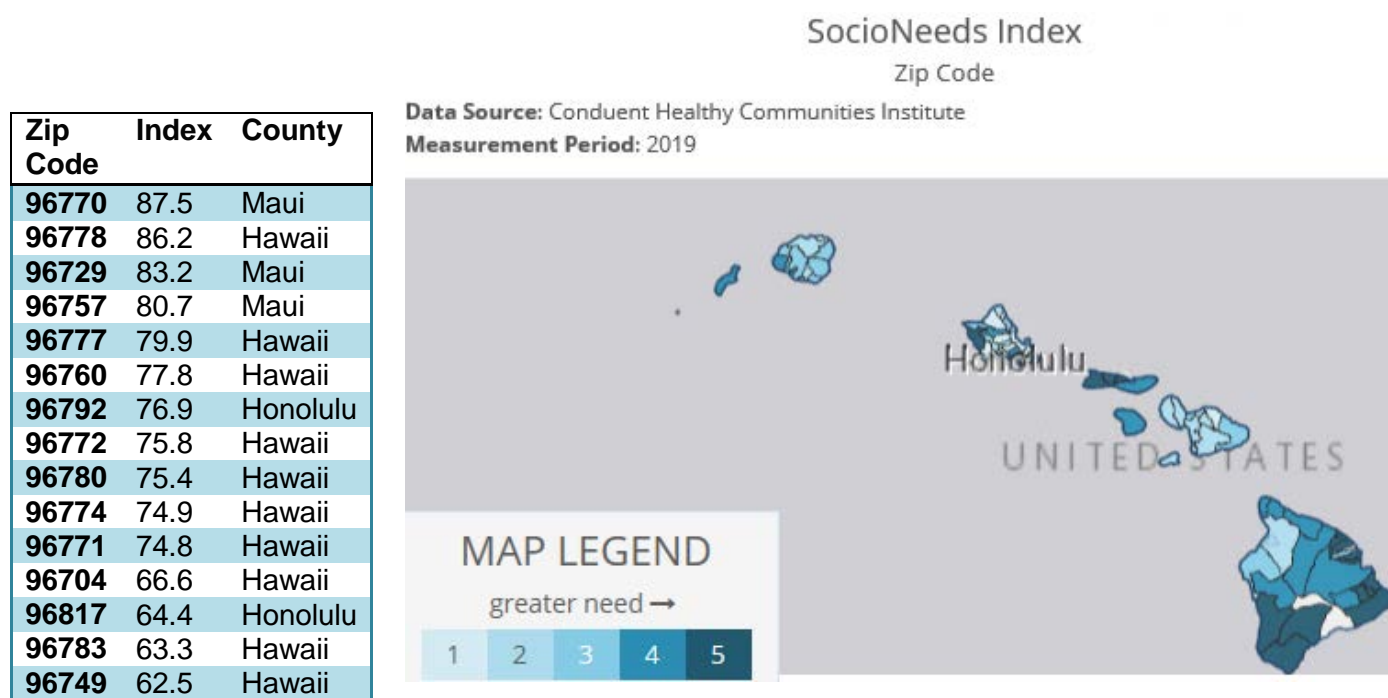 SocioNeeds Index
Zip Code
Data Source: Conduent Healthy Communities Institute
Measurement Period: 2019
Zip Code Index County
96770 87.5 Maui
96778 86.2 Hawaii
96729 83.2 Maui
96757 80.7 Maui
96777 79.9 Hawaii
96760 77.8 Hawaii
96792 76.9 Honolulu
96772 75.8 Hawaii
96780 75.4 Hawaii
96774 74.9 Hawaii
96771 74.8 Hawaii
96704 66.6 Hawaii
96817 64.4 Honolulu
96783 63.3 Hawaii
96749 62.5 Hawaii
Honolulu
UNITED STATES
MAP LEGEND
greater need →
1 2 3 4 5